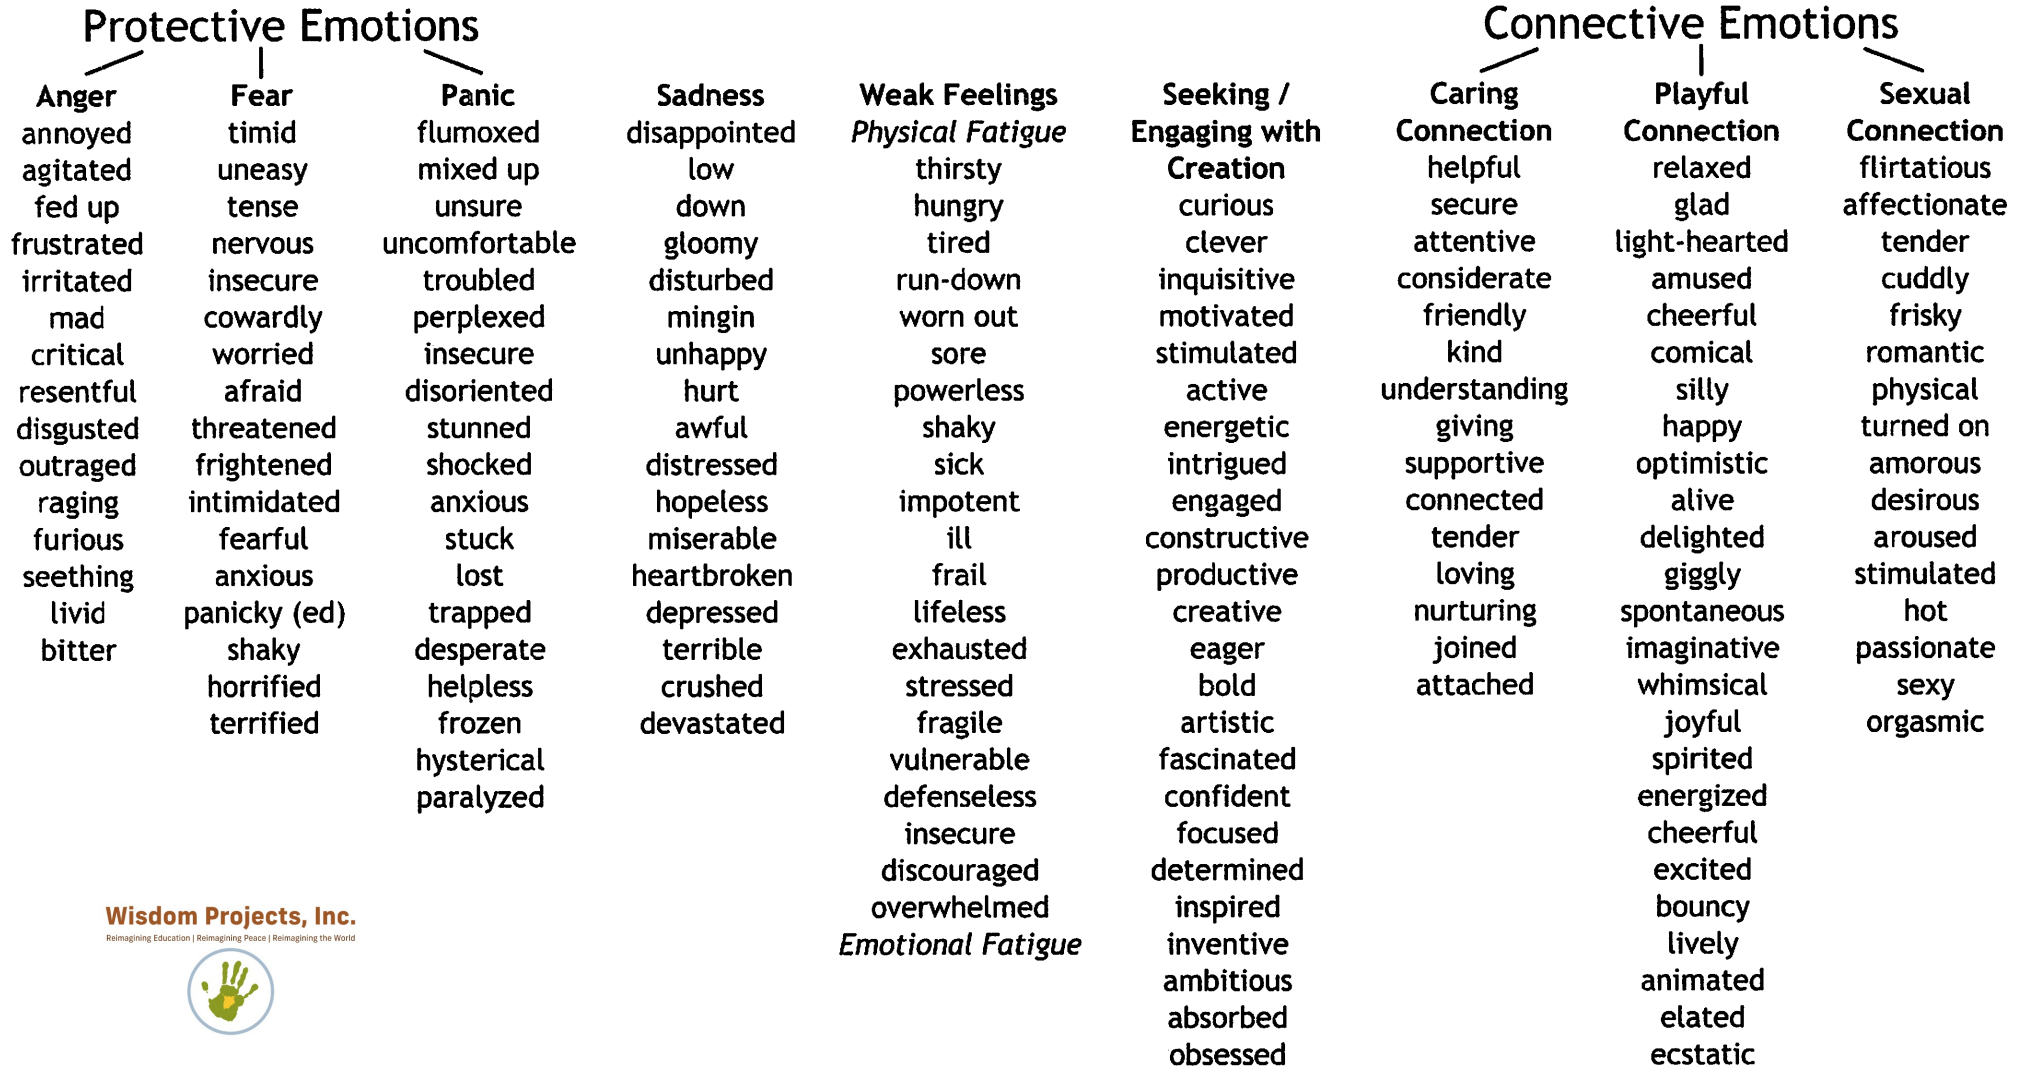 Protective Emotions
Anger
annoyed
agitated
fed up
frustrated
irritated
mad
critical
resentful
disgusted
outraged
raging
furious
seething
livid
bitter
Fear
timid
uneasy
tense
nervous
insecure
cowardly
worried
afraid
threatened
frightened
intimidated
fearful
anxious
panicky (ed)
shaky
horrified
terrified
Panic
flumoxed
mixed up
unsure
uncomfortable
troubled
perplexed
insecure
disoriented
stunned
shocked
anxious
stuck
lost
trapped
desperate
helpless
frozen
hysterical
paralyzed
Sadness
disappointed
low
down
gloomy
disturbed
mingin
unhappy
hurt
awful
distressed
hopeless
miserable
heartbroken
depressed
terrible
crushed
devastated
Weak Feelings
Physical Fatigue
thirsty
hungry
tired
run-down
worn out
sore
powerless
shaky
sick
impotent
ill
frail
lifeless
exhausted
stressed
fragile
vulnerable
defenseless
insecure
discouraged
overwhelmed
Emotional Fatigue
Seeking /
Engaging with
Creation
curious
clever
inquisitive
motivated
stimulated
active
energetic
intrigued
engaged
constructive
productive
creative
eager
bold
artistic
fascinated
confident
focused
determined
inspired
inventive
ambitious
absorbed
obsessed
Connective Emotions
Caring
Connection
helpful
secure
attentive
considerate
friendly
kind
understanding
giving
supportive
connected
tender
loving
nurturing
joined
attached
Playful
Connection
relaxed
glad
light-hearted
amused
cheerful
comical
silly
happy
optimistic
alive
delighted
giggly
spontaneous
imaginative
whimsical
joyful
spirited
energized
cheerful
excited
bouncy
lively
animated
elated
ecstatic
Sexual
Connection
flirtatious
affectionate
tender
cuddly
frisky
romantic
physical
turned on
amorous
desirous
aroused
stimulated
hot
passionate
sexy
orgasmic
Wisdom Projects, Inc.
Reimagining Education | Reimagining Peace | Reimagining the World